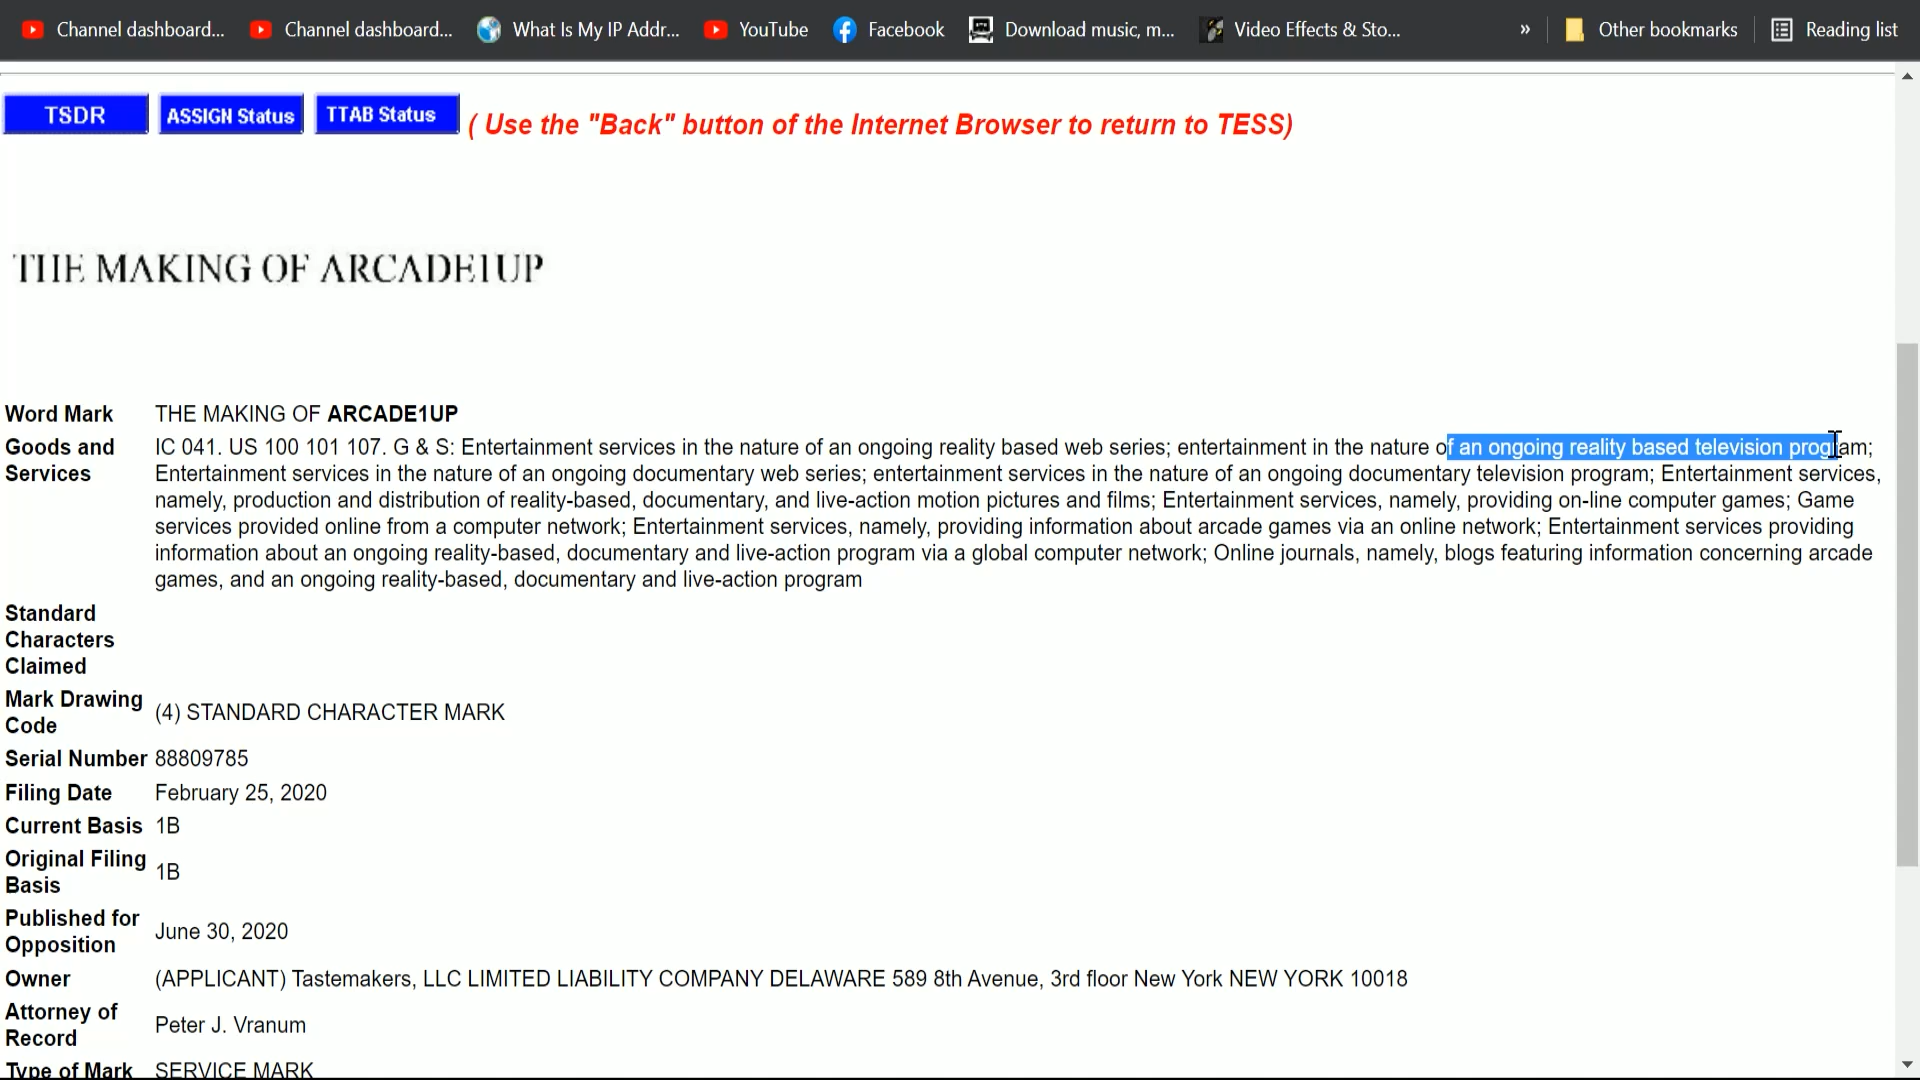 Channel dashboard... Channel dashboard... What Is My IP Addr... YouTube Facebook Download music, m... Video Effects & Sto... » Other bookmarks Reading list
TSDR ASSIGN Status TTAB Status ( Use the "Back" button of the Internet Browser to return to TESS)
THE MAKING OF ARCADE1UP
Word Mark THE MAKING OF ARCADE1UP
Goods and Services IC 041. US 100 101 107. G & S: Entertainment services in the nature of an ongoing reality based web series; entertainment in the nature of an ongoing reality based television program;
Entertainment services in the nature of an ongoing documentary web series; entertainment services in the nature of an ongoing documentary television program; Entertainment services,
namely, production and distribution of reality-based, documentary, and live-action motion pictures and films; Entertainment services, namely, providing on-line computer games; Game
services provided online from a computer network; Entertainment services, namely, providing information about arcade games via an online network; Entertainment services providing
information about an ongoing reality-based, documentary and live-action program via a global computer network; Online journals, namely, blogs featuring information concerning arcade
games, and an ongoing reality-based, documentary and live-action program
Standard
Characters
Claimed
Mark Drawing
Code (4) STANDARD CHARACTER MARK
Serial Number 88809785
Filing Date February 25, 2020
Current Basis 1B
Original Filing
Basis 1B
Published for
Opposition June 30, 2020
Owner (APPLICANT) Tastemakers, LLC LIMITED LIABILITY COMPANY DELAWARE 589 8th Avenue, 3rd floor New York NEW YORK 10018
Attorney of
Record Peter J. Vranum
Type of Mark SERVICE MARK